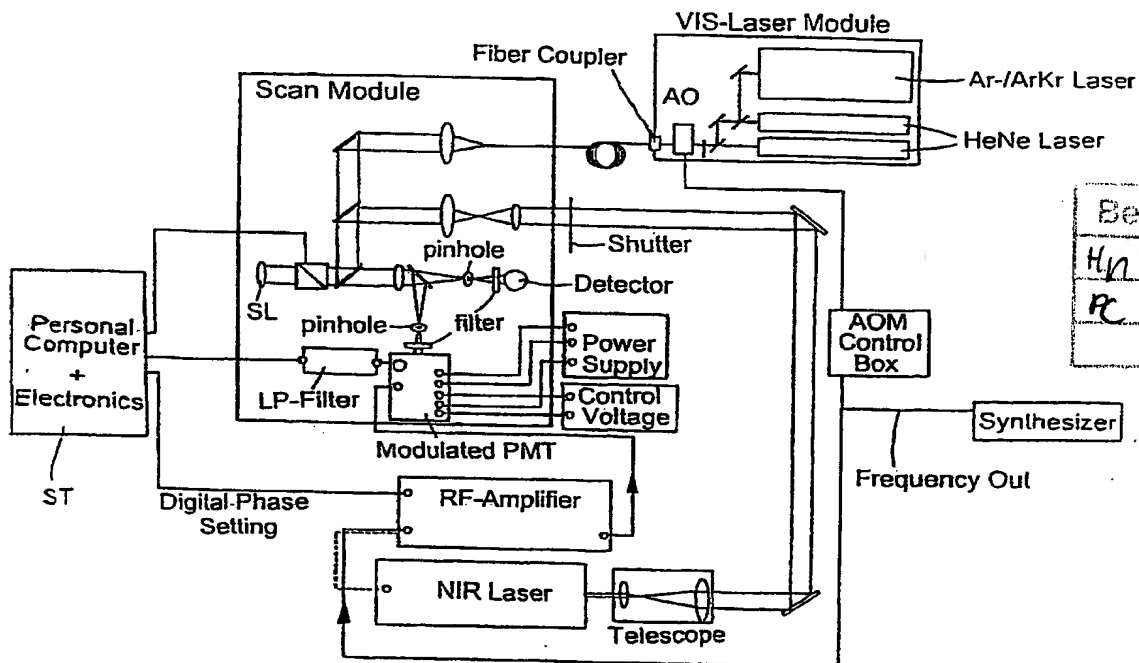 VIS-Laser Module
Fiber Coupler
Ar-/ArKr Laser
Scan Module
AO
HeNe Laser
Be
Shutter
pinhole
Detector
SL
pinhole
filter
Personal
Computer
+
Electronics
Power
Supply
AOM
Control
Box
LP-Filter
Control
Voltage
Synthesizer
Modulated PMT
ST
Frequency Out
Digital-Phase
Setting
RF-Amplifier
NIR Laser
Telescope